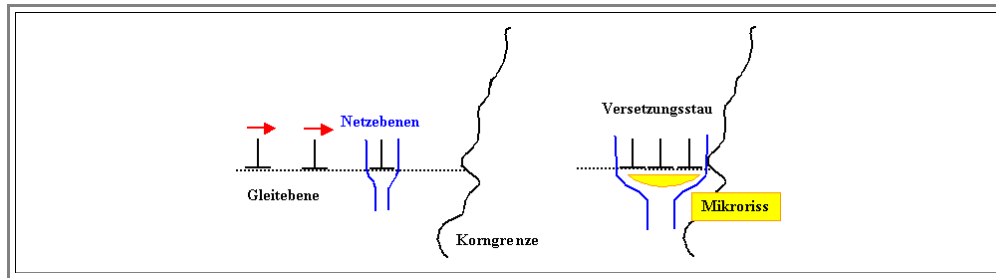 Netzebenen
Gleitebene
Korngrenze
Versetzungsstau
Mikroriss